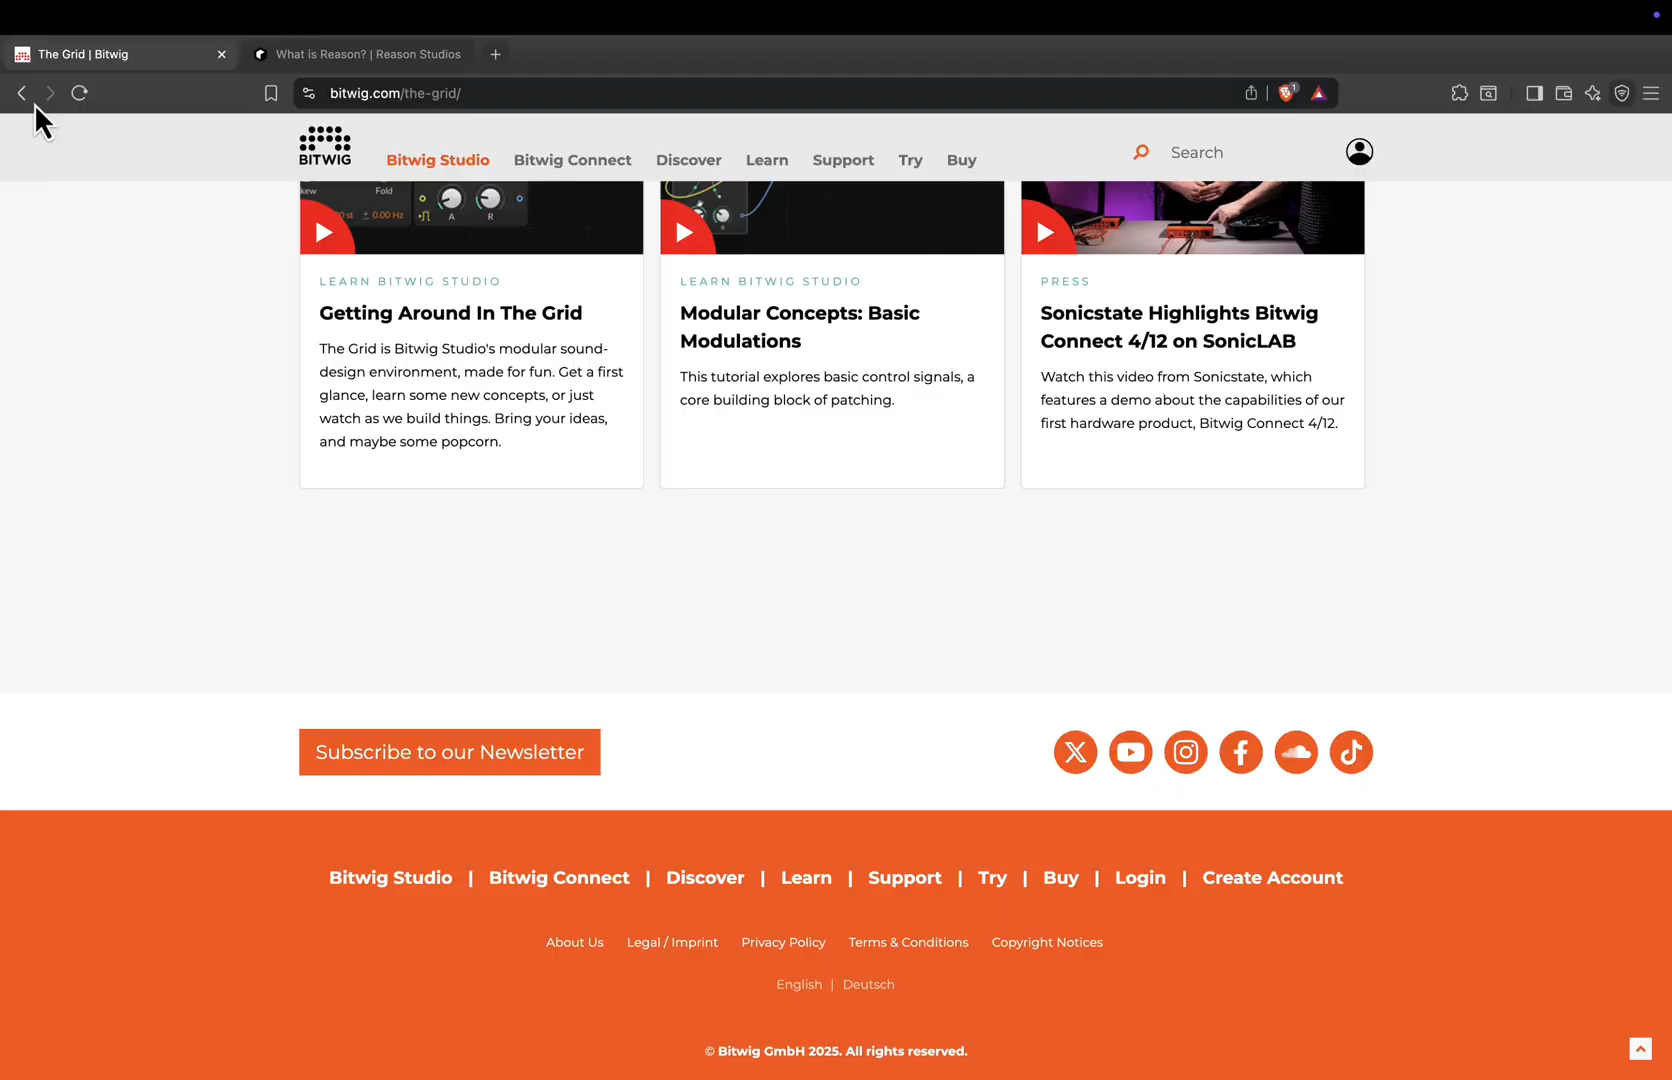 The Grid | Bitwig
What is Reason? | Reason Studios
bitwig.com/the-grid/
1
BITWIG
Bitwig Studio
Bitwig Connect
Discover
Learn
Support
Try
Buy
Search
Fold
± 0.00 Hz
A
R
LEARN BITWIG STUDIO
Getting Around In The Grid
The Grid is Bitwig Studio's modular sound-
design environment, made for fun. Get a first
glance, learn some new concepts, or just
watch as we build things. Bring your ideas,
and maybe some popcorn.
LEARN BITWIG STUDIO
Modular Concepts: Basic
Modulations
This tutorial explores basic control signals, a
core building block of patching.
PRESS
Sonicstate Highlights Bitwig
Connect 4/12 on SonicLAB
Watch this video from Sonicstate, which
features a demo about the capabilities of our
first hardware product, Bitwig Connect 4/12.
Subscribe to our Newsletter
Bitwig Studio | Bitwig Connect | Discover | Learn | Support | Try | Buy | Login | Create Account
About Us Legal / Imprint Privacy Policy Terms & Conditions Copyright Notices
English | Deutsch
© Bitwig GmbH 2025. All rights reserved.